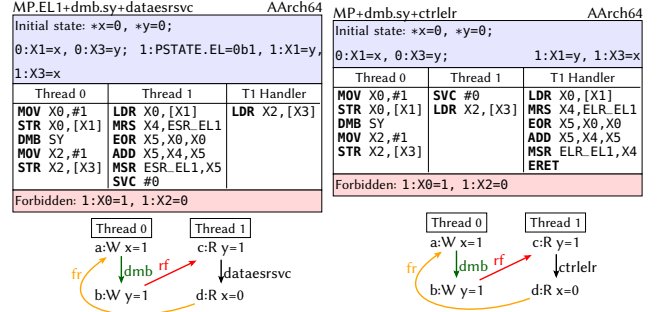 MP.EL1+dmb.sy+dataesrsvc AArch64
Initial state: *x=0, *y=0;
0:X1=x, 0:X3=y; 1:PSTATE.EL=0b1, 1:X1=y,
1:X3=x
Thread 0 Thread 1 T1 Handler
MOV X0,#1 LDR X0,[X1] LDR X2,[X3]
STR X0,[X1] MRS X4,ESR_EL1
DMB SY EOR X5,X0,X0
MOV X2,#1 ADD X5,X4,X5
STR X2,[X3] MSR ESR_EL1,X5
SVC #0
Forbidden: 1:X0=1, 1:X2=0
Thread 0 Thread 1
a:W x=1 c:R y=1
fr dmb rf dataesrsvc
b:W y=1 d:R x=0
MP+dmb.sy+ctrlelr AArch64
Initial state: *x=0, *y=0;
0:X1=x, 0:X3=y; 1:X1=y, 1:X3=x
Thread 0 Thread 1 T1 Handler
MOV X0,#1 SVC #0 LDR X0,[X1]
STR X0,[X1] LDR X2,[X3] MRS X4,ELR_EL1
DMB SY EOR X5,X0,X0
MOV X2,#1 ADD X5,X4,X5
STR X2,[X3] MSR ELR_EL1,X4
ERET
Forbidden: 1:X0=1, 1:X2=0
Thread 0 Thread 1
a:W x=1 c:R y=1
fr dmb rf ctrlelr
b:W y=1 d:R x=0